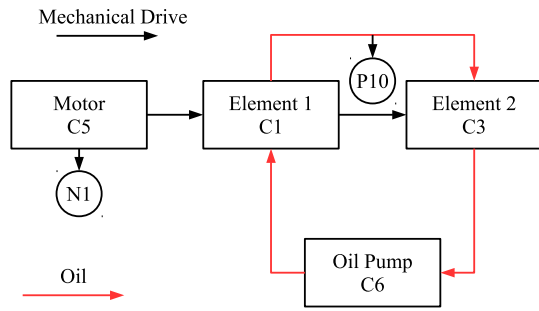 Mechanical Drive
P10
Motor
C5
Element 1
C1
Element 2
C3
N1
Oil Pump
C6
Oil